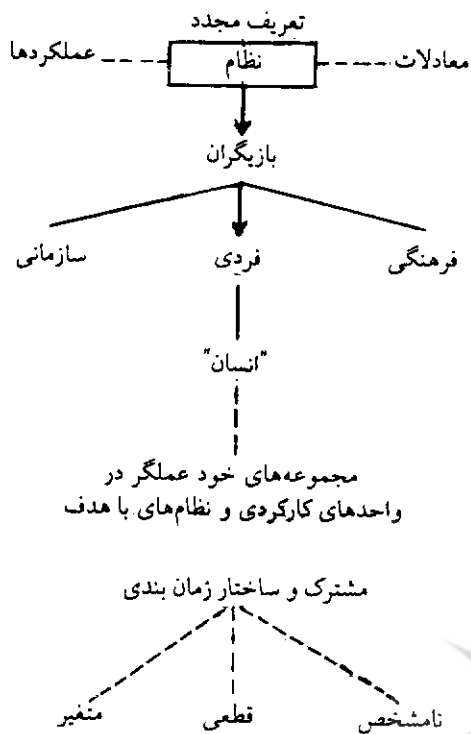 تعریف مجدد
معادلات نظام عملکردها
بازیگران
فرهنگی فردی سازمانی
"انسان"
مجموعه‌های خود عملگر در
واحدهای کارکردی و نظام‌های با هدف
مشترک و ساختار زمان بندی
نامشخص قطعی متغیر